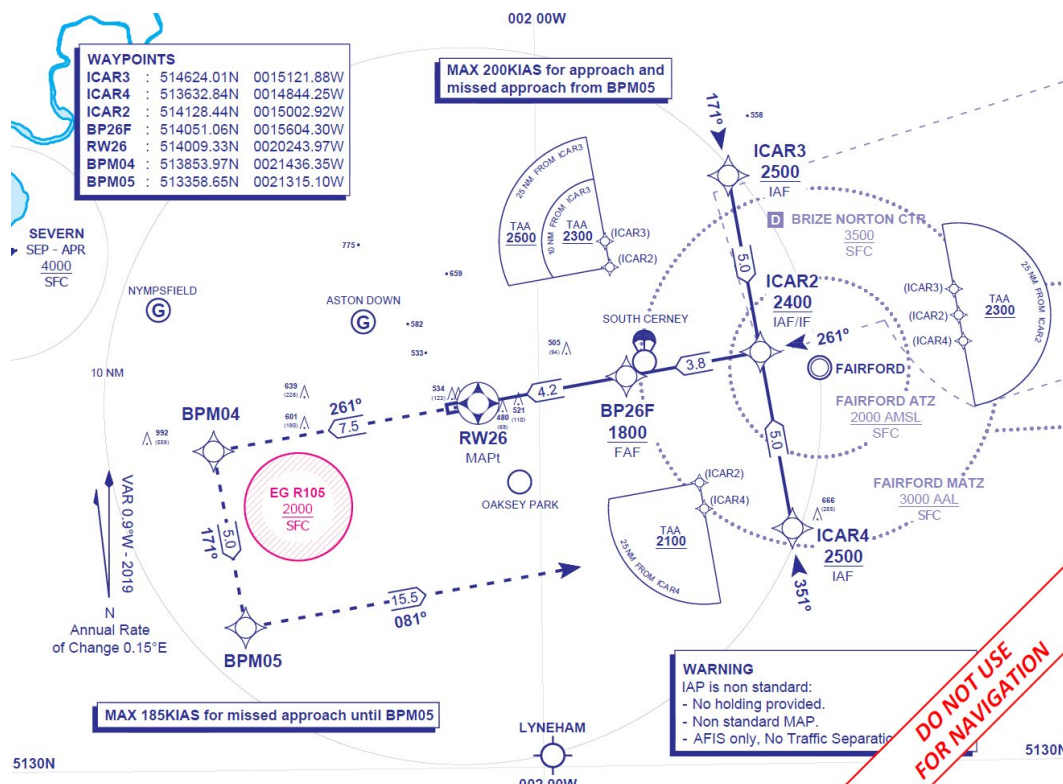 002 00W
WAYPOINTS
ICAR3 : 514624.01N 0015121.88W
ICAR4 : 513632.84N 0014844.25W
ICAR2 : 514128.44N 0015002.92W
BP26F : 514051.06N 0015604.30W
RW26 : 514009.33N 0020243.97W
BPM04 : 513853.97N 0021436.35W
BPM05 : 513358.65N 0021315.10W
MAX 200KIAS for approach and
missed approach from BPM05
171º
558
ICAR3
2500
IAF
D BRIZE NORTON CTR
3500
SFC
25 NM FROM ICAR3
10 NM FROM ICAR3
TAA
2500
TAA
2300
(ICAR3)
(ICAR2)
SEVERN
SEP - APR
4000
SFC
775
659
NYMPSFIELD
G
ASTON DOWN
G
582
533
5.0
ICAR2
2400
IAF/IF
261º
(ICAR3)
(ICAR2)
(ICAR4)
TAA
2300
25 NM FROM ICAR2
SOUTH CERNEY
505
(94)
FAIRFORD
FAIRFORD ATZ
2000 AMSL
SFC
10 NM
3.8
4.2
BP26F
1800
FAF
534
(123)
639
(228)
601
(190)
480
(69)
521
(110)
RW26
MAPt
261º
7.5
BPM04
992
(559)
EG R105
2000
SFC
OAKSEY PARK
5.0
FAIRFORD MATZ
3000 AAL
SFC
(ICAR2)
(ICAR4)
TAA
2100
25 NM FROM ICAR4
666
(255)
ICAR4
2500
IAF
351º
VAR 0.9°W - 2019
N
Annual Rate
of Change 0.15°E
5.0
171º
15.5
081º
BPM05
MAX 185KIAS for missed approach until BPM05
WARNING
IAP is non standard:
- No holding provided.
- Non standard MAP.
- AFIS only, No Traffic
DO NOT USE
FOR NAVIGATION
LYNEHAM
5130N
5130N
002 00W